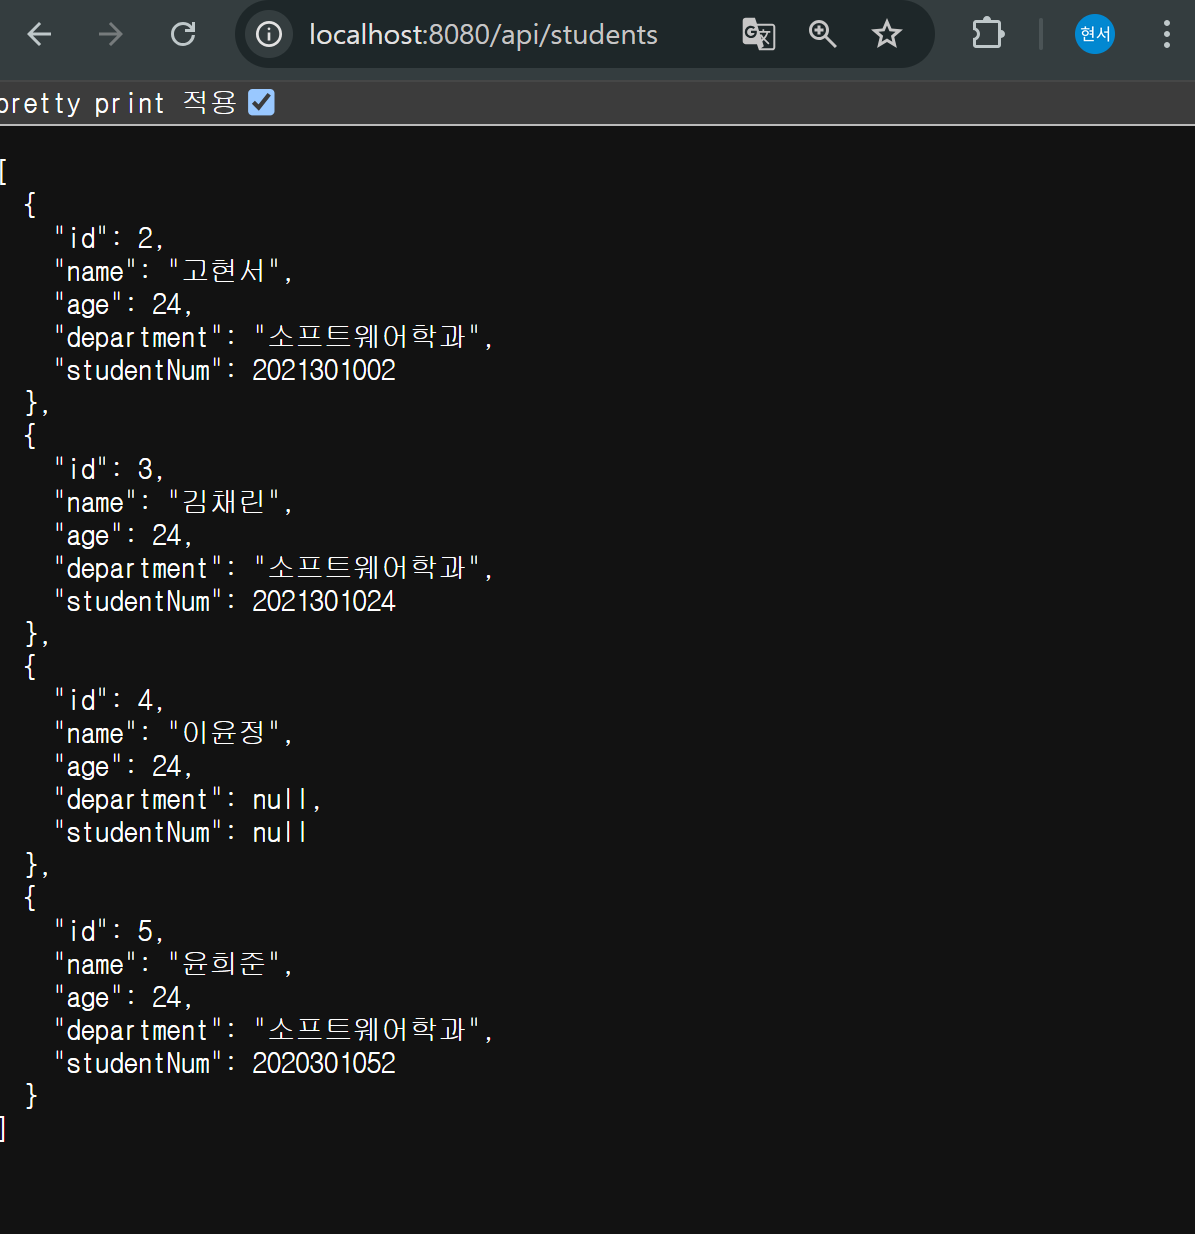 localhost:8080/api/students
현서
pretty print 적용
[
  {
    "id": 2,
    "name": "고현서",
    "age": 24,
    "department": "소프트웨어학과",
    "studentNum": 2021301002
  },
  {
    "id": 3,
    "name": "김채린",
    "age": 24,
    "department": "소프트웨어학과",
    "studentNum": 2021301024
  },
  {
    "id": 4,
    "name": "이윤정",
    "age": 24,
    "department": null,
    "studentNum": null
  },
  {
    "id": 5,
    "name": "윤희준",
    "age": 24,
    "department": "소프트웨어학과",
    "studentNum": 2020301052
  }
]